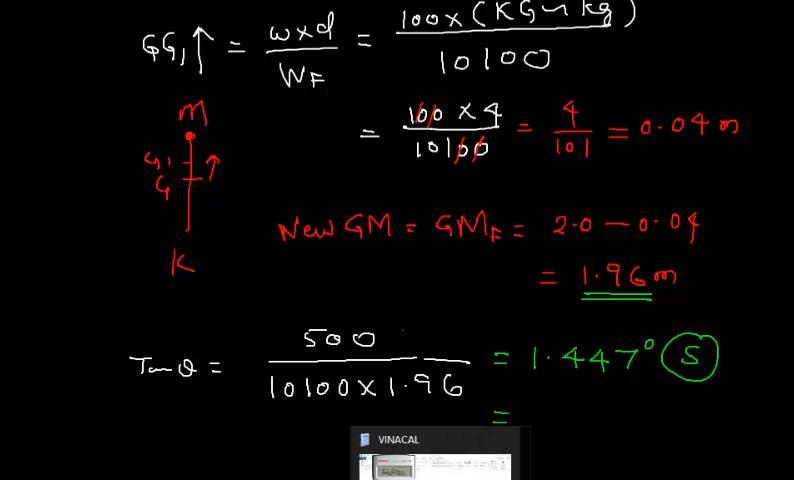 GG₁↑ = w×d / WF = 100×(KG~kg) / 10100
= 100 × 4 / 10100 = 4 / 101 = 0.04 m
M
G₁
G
K
New GM = GMF = 2.0 – 0.04
= 1.96 m
Tan θ = 500 / 10100×1.96 = 1.447° S
=
VINACAL